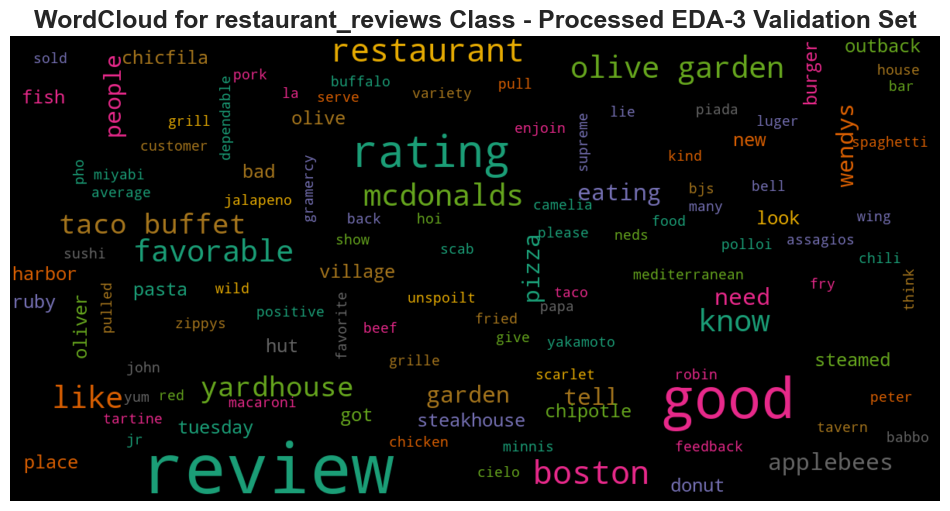 WordCloud for restaurant_reviews Class - Processed EDA-3 Validation Set
sold
chicfila
people
pork
buffalo
restaurant
pull
olive garden
burger
outback
house
bar
fish
la
serve
variety
grill
dependable
olive
enjoin
lie
supreme
piada
luger
new
wendys
spaghetti
customer
rating
kind
pho
miyabi
average
bad
gramercy
jalapeno
mcdonalds
eating
bjs
bell
many
camelia
taco buffet
back
hoi
food
look
wing
favorable
show
scab
please
pizza
neds
polloi
assagios
sushi
chili
harbor
village
mediterranean
think
ruby
pasta
wild
unspoilt
taco
need
fry
oliver
pulled
positive
favorite
papa
know
zippys
beef
fried
give
yakamoto
hut
john
grille
steamed
like
yum
red
yardhouse
garden
scarlet
tell
robin
good
peter
macaroni
tartine
got
steakhouse
chipotle
tuesday
tavern
jr
chicken
minnis
feedback
babbo
place
review
cielo
boston
donut
applebees